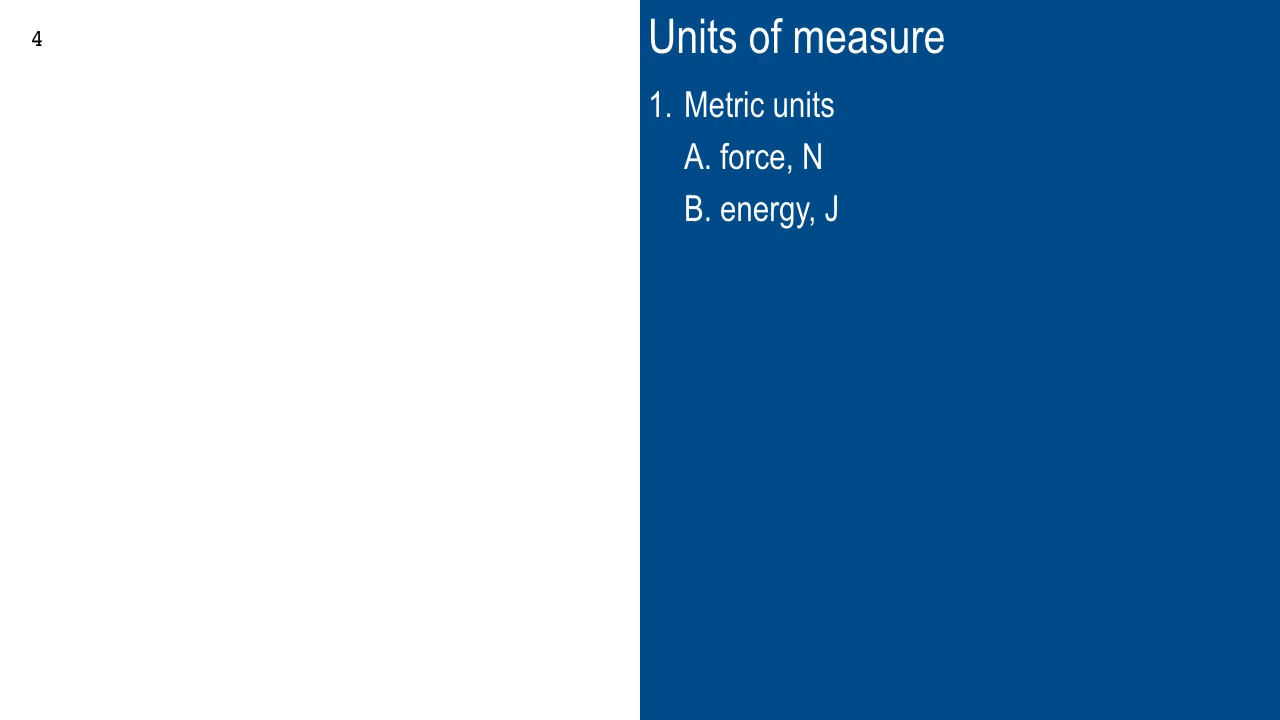 4
Units of measure
1. Metric units
A. force, N
B. energy, J